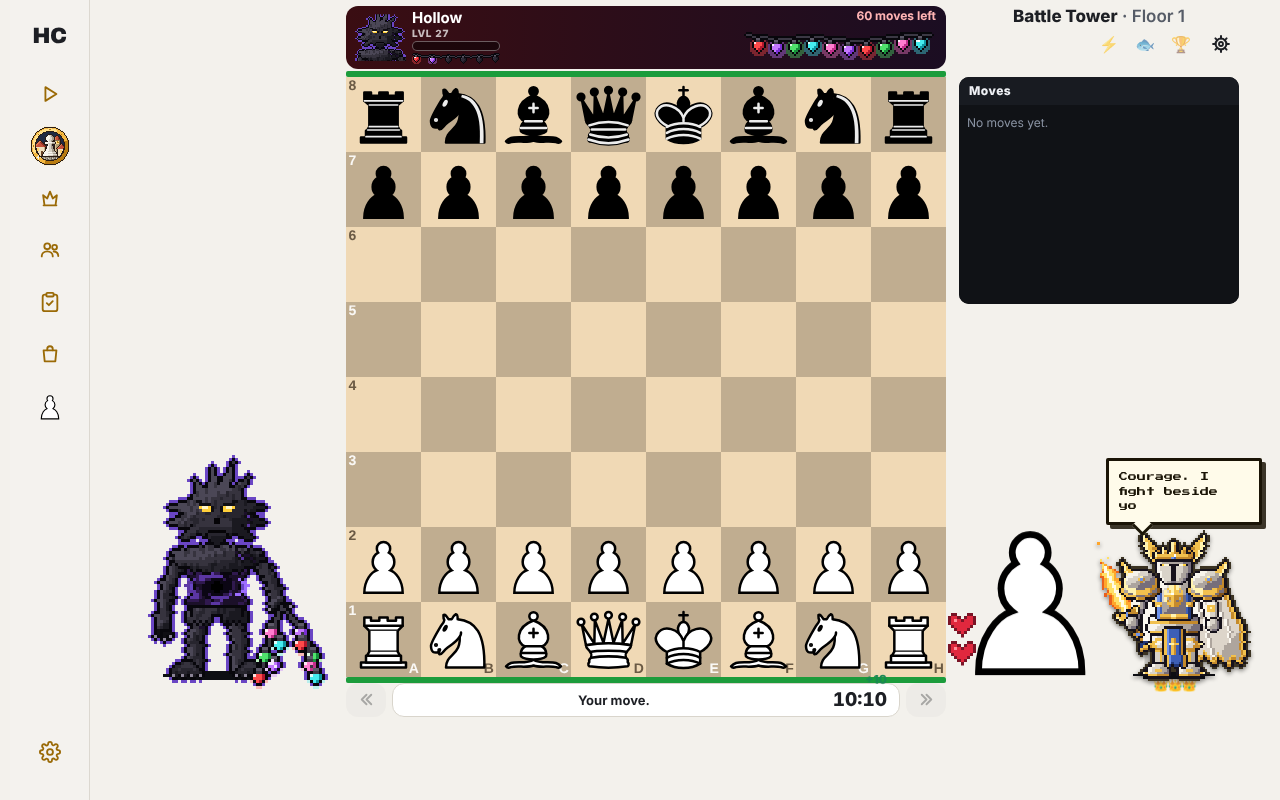 HC
Hollow
LVL 27
60 moves left
Battle Tower · Floor 1
Moves
No moves yet.
8
7
6
5
4
3
2
1
A
B
C
D
E
F
G
H
Courage. I
fight beside
yo
Your move.
10:10